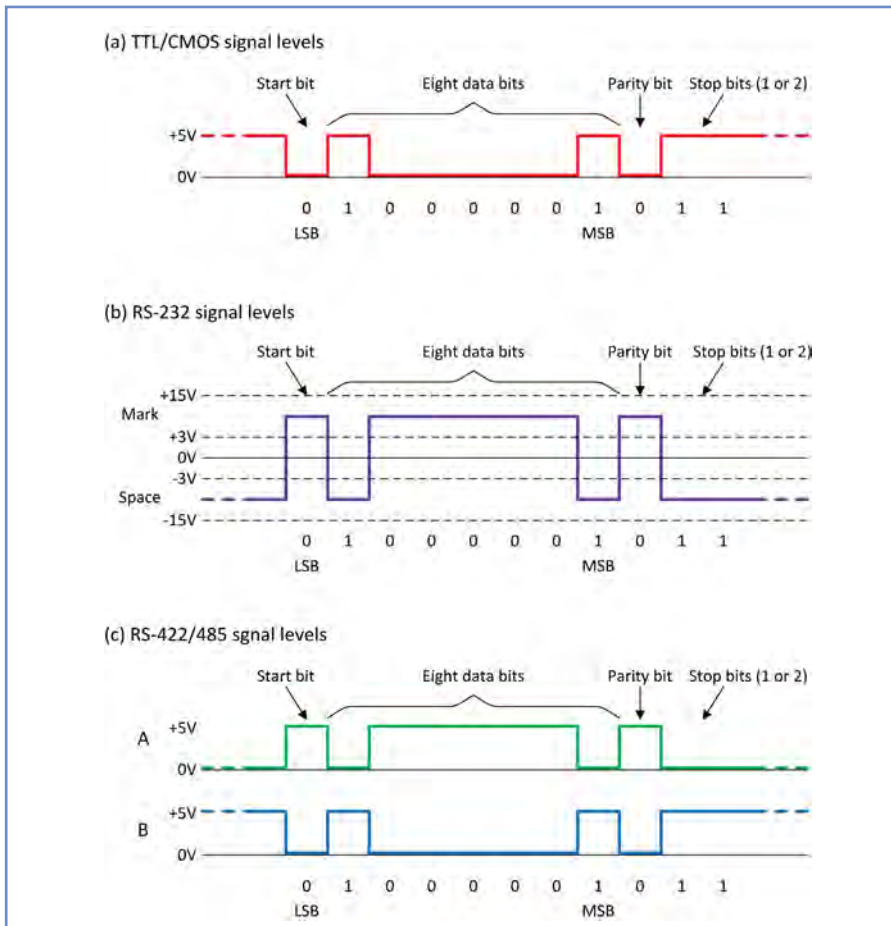 (a) TTL/CMOS signal levels
Start bit Eight data bits Parity bit Stop bits (1 or 2)
+5V
0V
0 1 0 0 0 0 0 1 0 1 1
LSB MSB
(b) RS-232 signal levels
Start bit Eight data bits Parity bit Stop bits (1 or 2)
+15V
Mark
+3V
0V
-3V
Space
-15V
0 1 0 0 0 0 0 1 0 1 1
LSB MSB
(c) RS-422/485 sgnal levels
Start bit Eight data bits Parity bit Stop bits (1 or 2)
+5V
A
0V
+5V
B
0V
0 1 0 0 0 0 0 1 0 1 1
LSB MSB